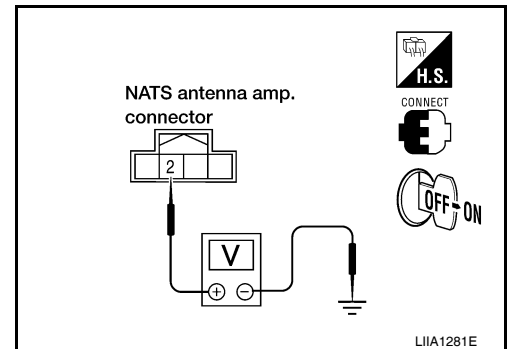 H.S.
NATS antenna amp.
connector
CONNECT
2
OFF ON
V
+ −
LIIA1281E